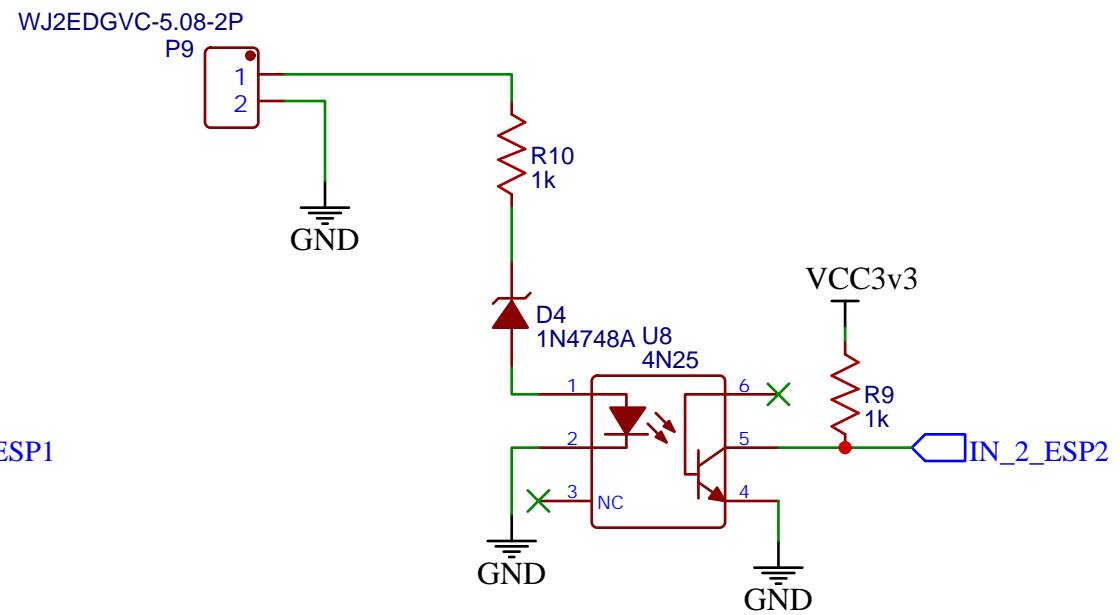 WJ2EDGVC-5.08-2P
P9
1
2
GND
R10
1k
D4
1N4748A
U8
4N25
1
2
3
NC
6
5
4
GND
GND
VCC3v3
R9
1k
IN_2_ESP2
ESP1